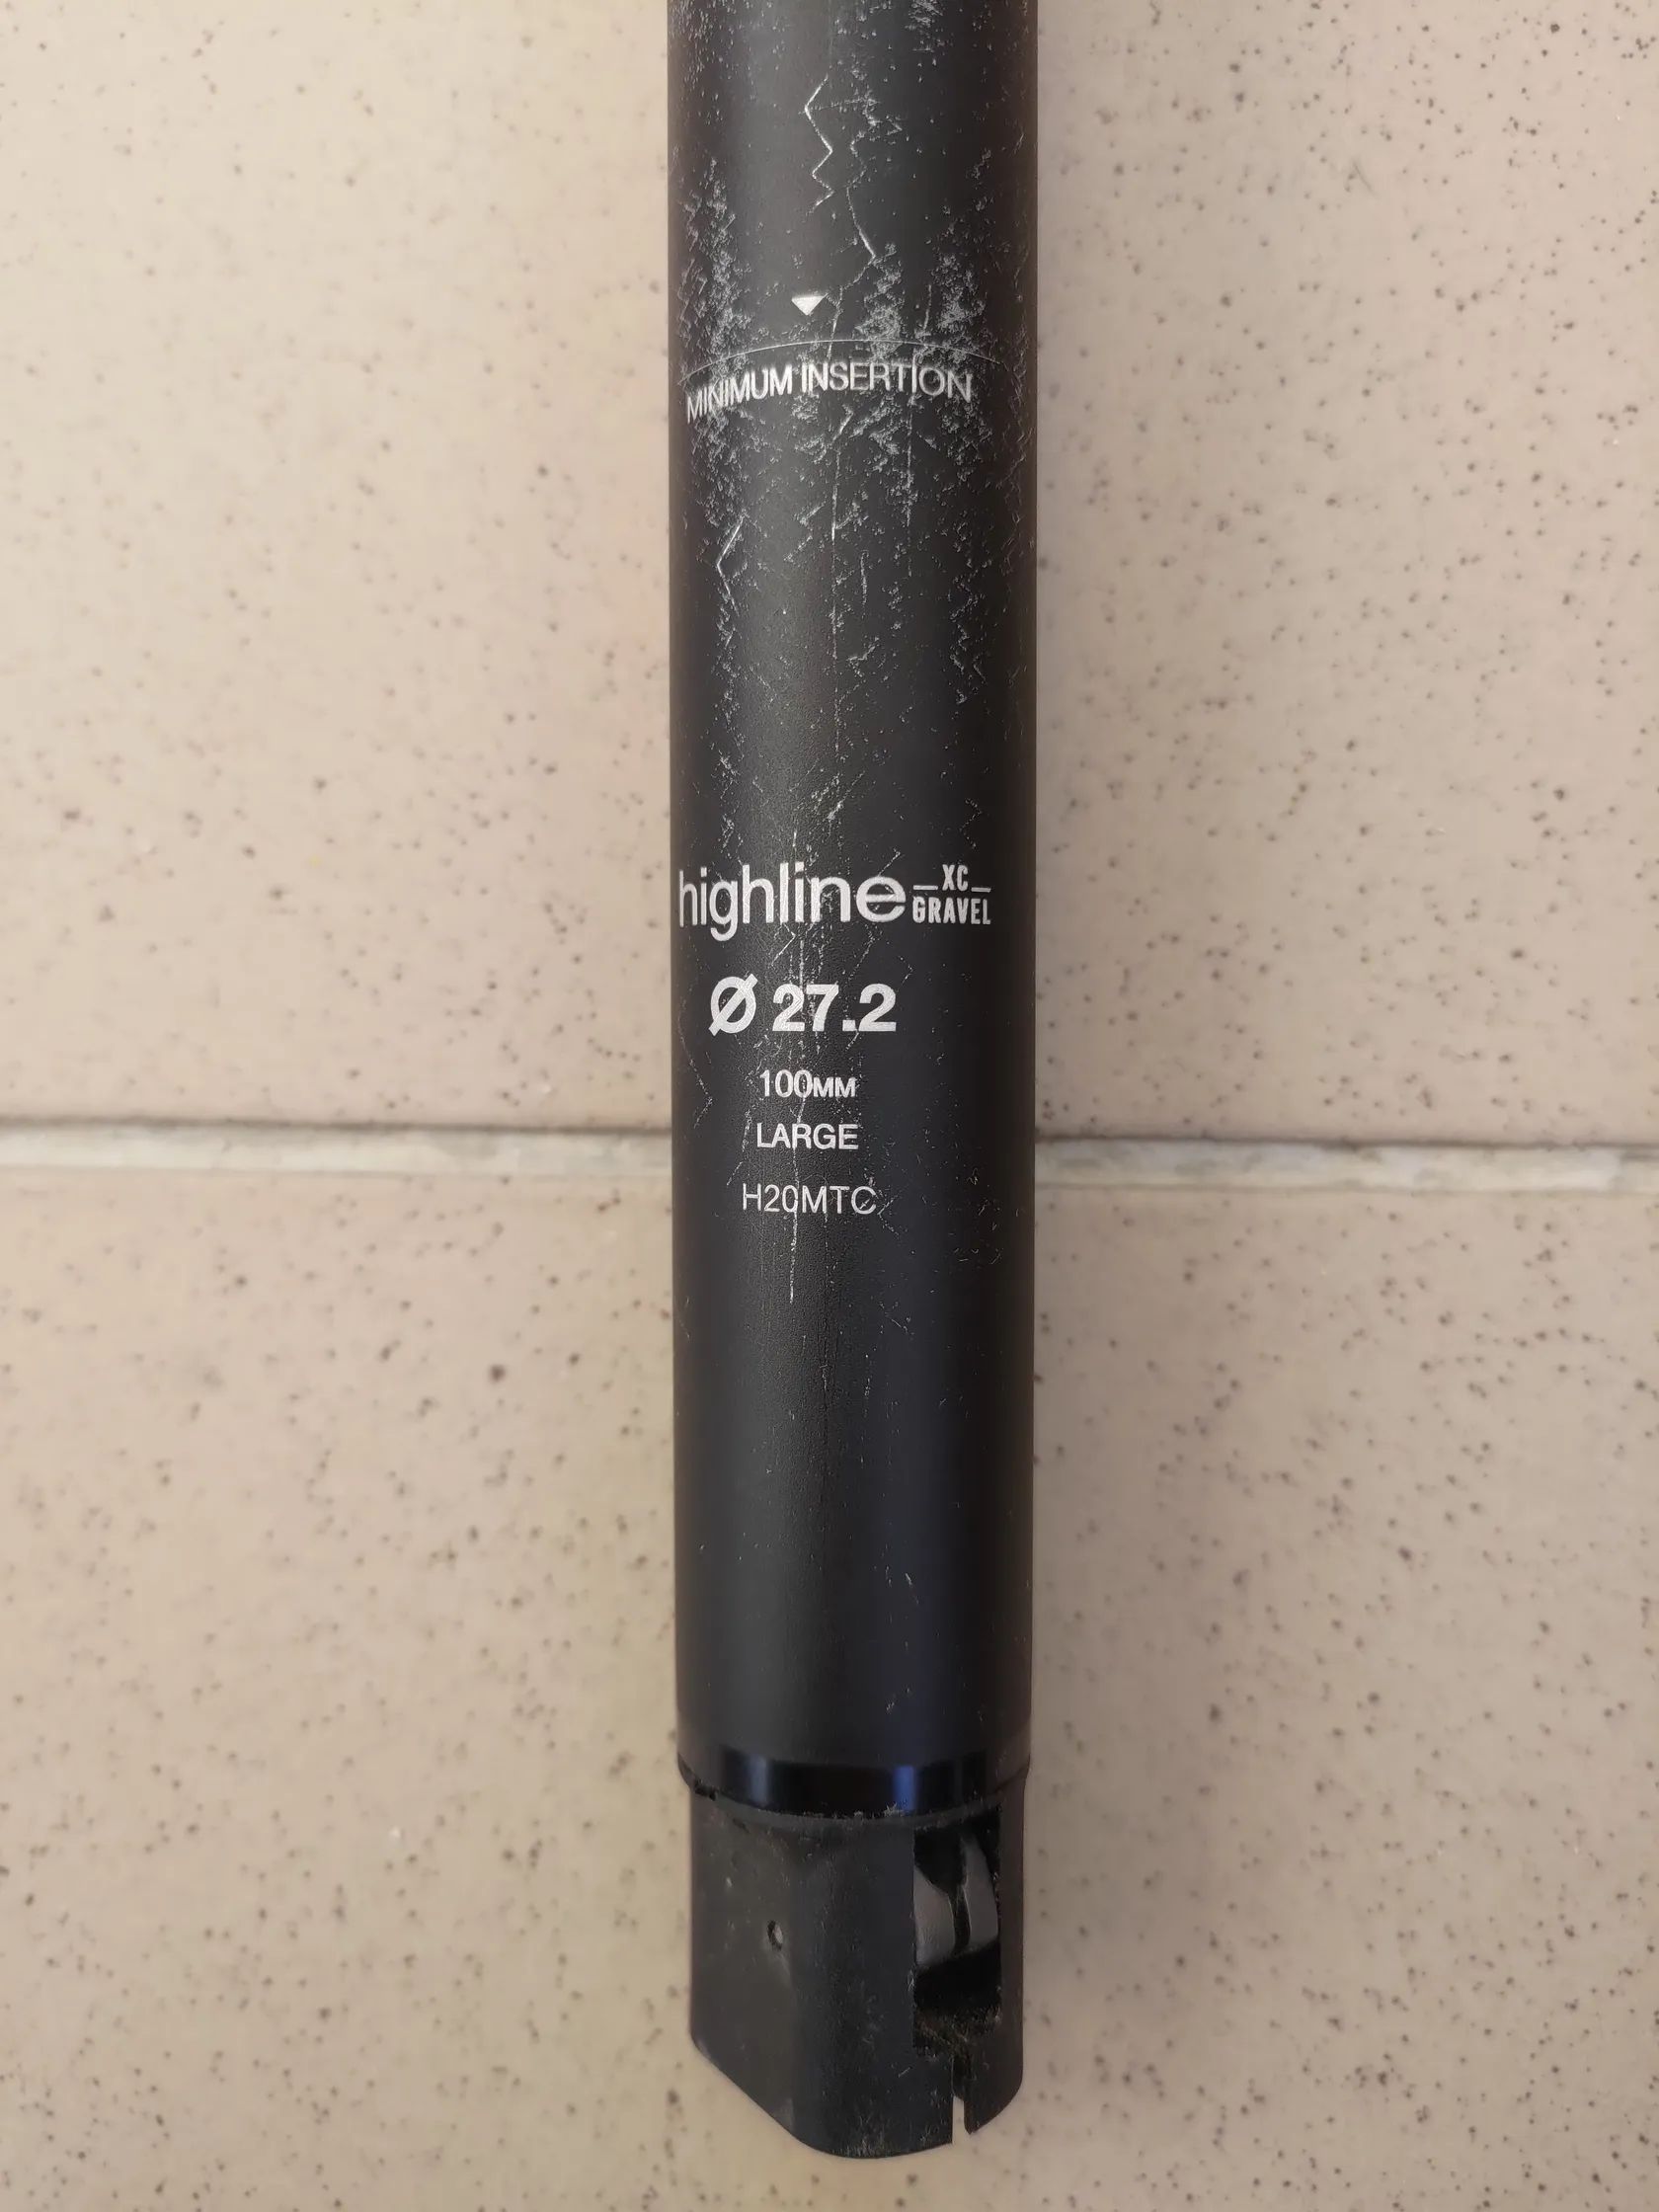 MINIMUM INSERTION
highline XC GRAVEL
Ø 27.2
100MM
LARGE
H20MTC